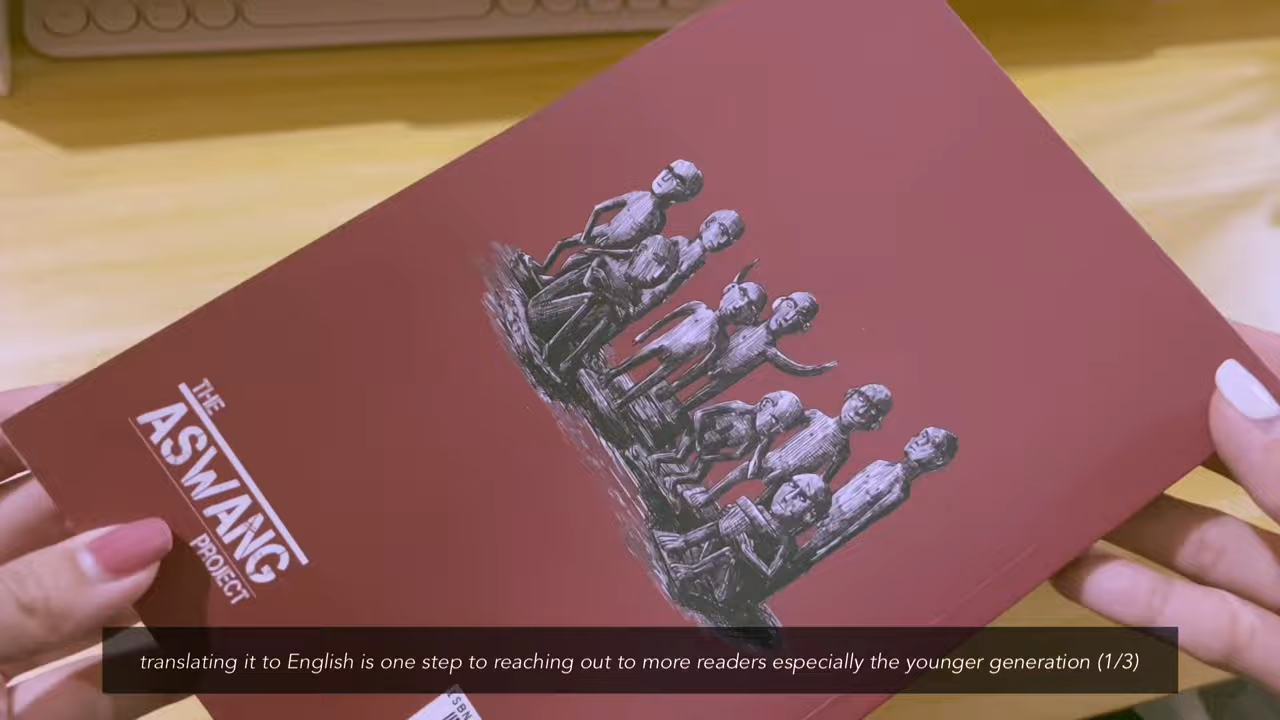 THE
ASWANG
PROJECT
translating it to English is one step to reaching out to more readers especially the younger generation (1/3)
ISBN